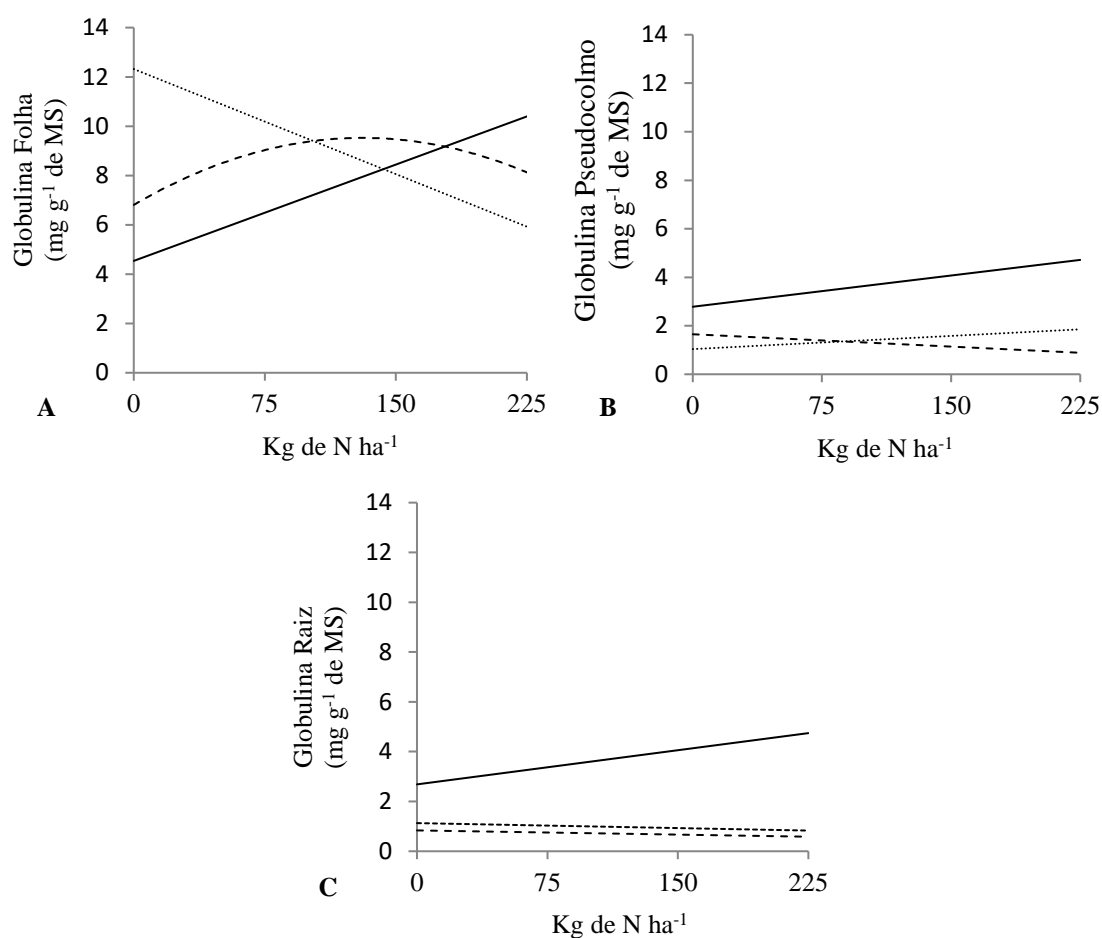 Globulina Folha
(mg g⁻¹ de MS)
14
12
10
8
6
4
2
0
0 75 150 225
A
Kg de N ha⁻¹
Globulina Pseudocolmo
(mg g⁻¹ de MS)
14
12
10
8
6
4
2
0
0 75 150 225
B
Kg de N ha⁻¹
Globulina Raiz
(mg g⁻¹ de MS)
14
12
10
8
6
4
2
0
0 75 150 225
C
Kg de N ha⁻¹